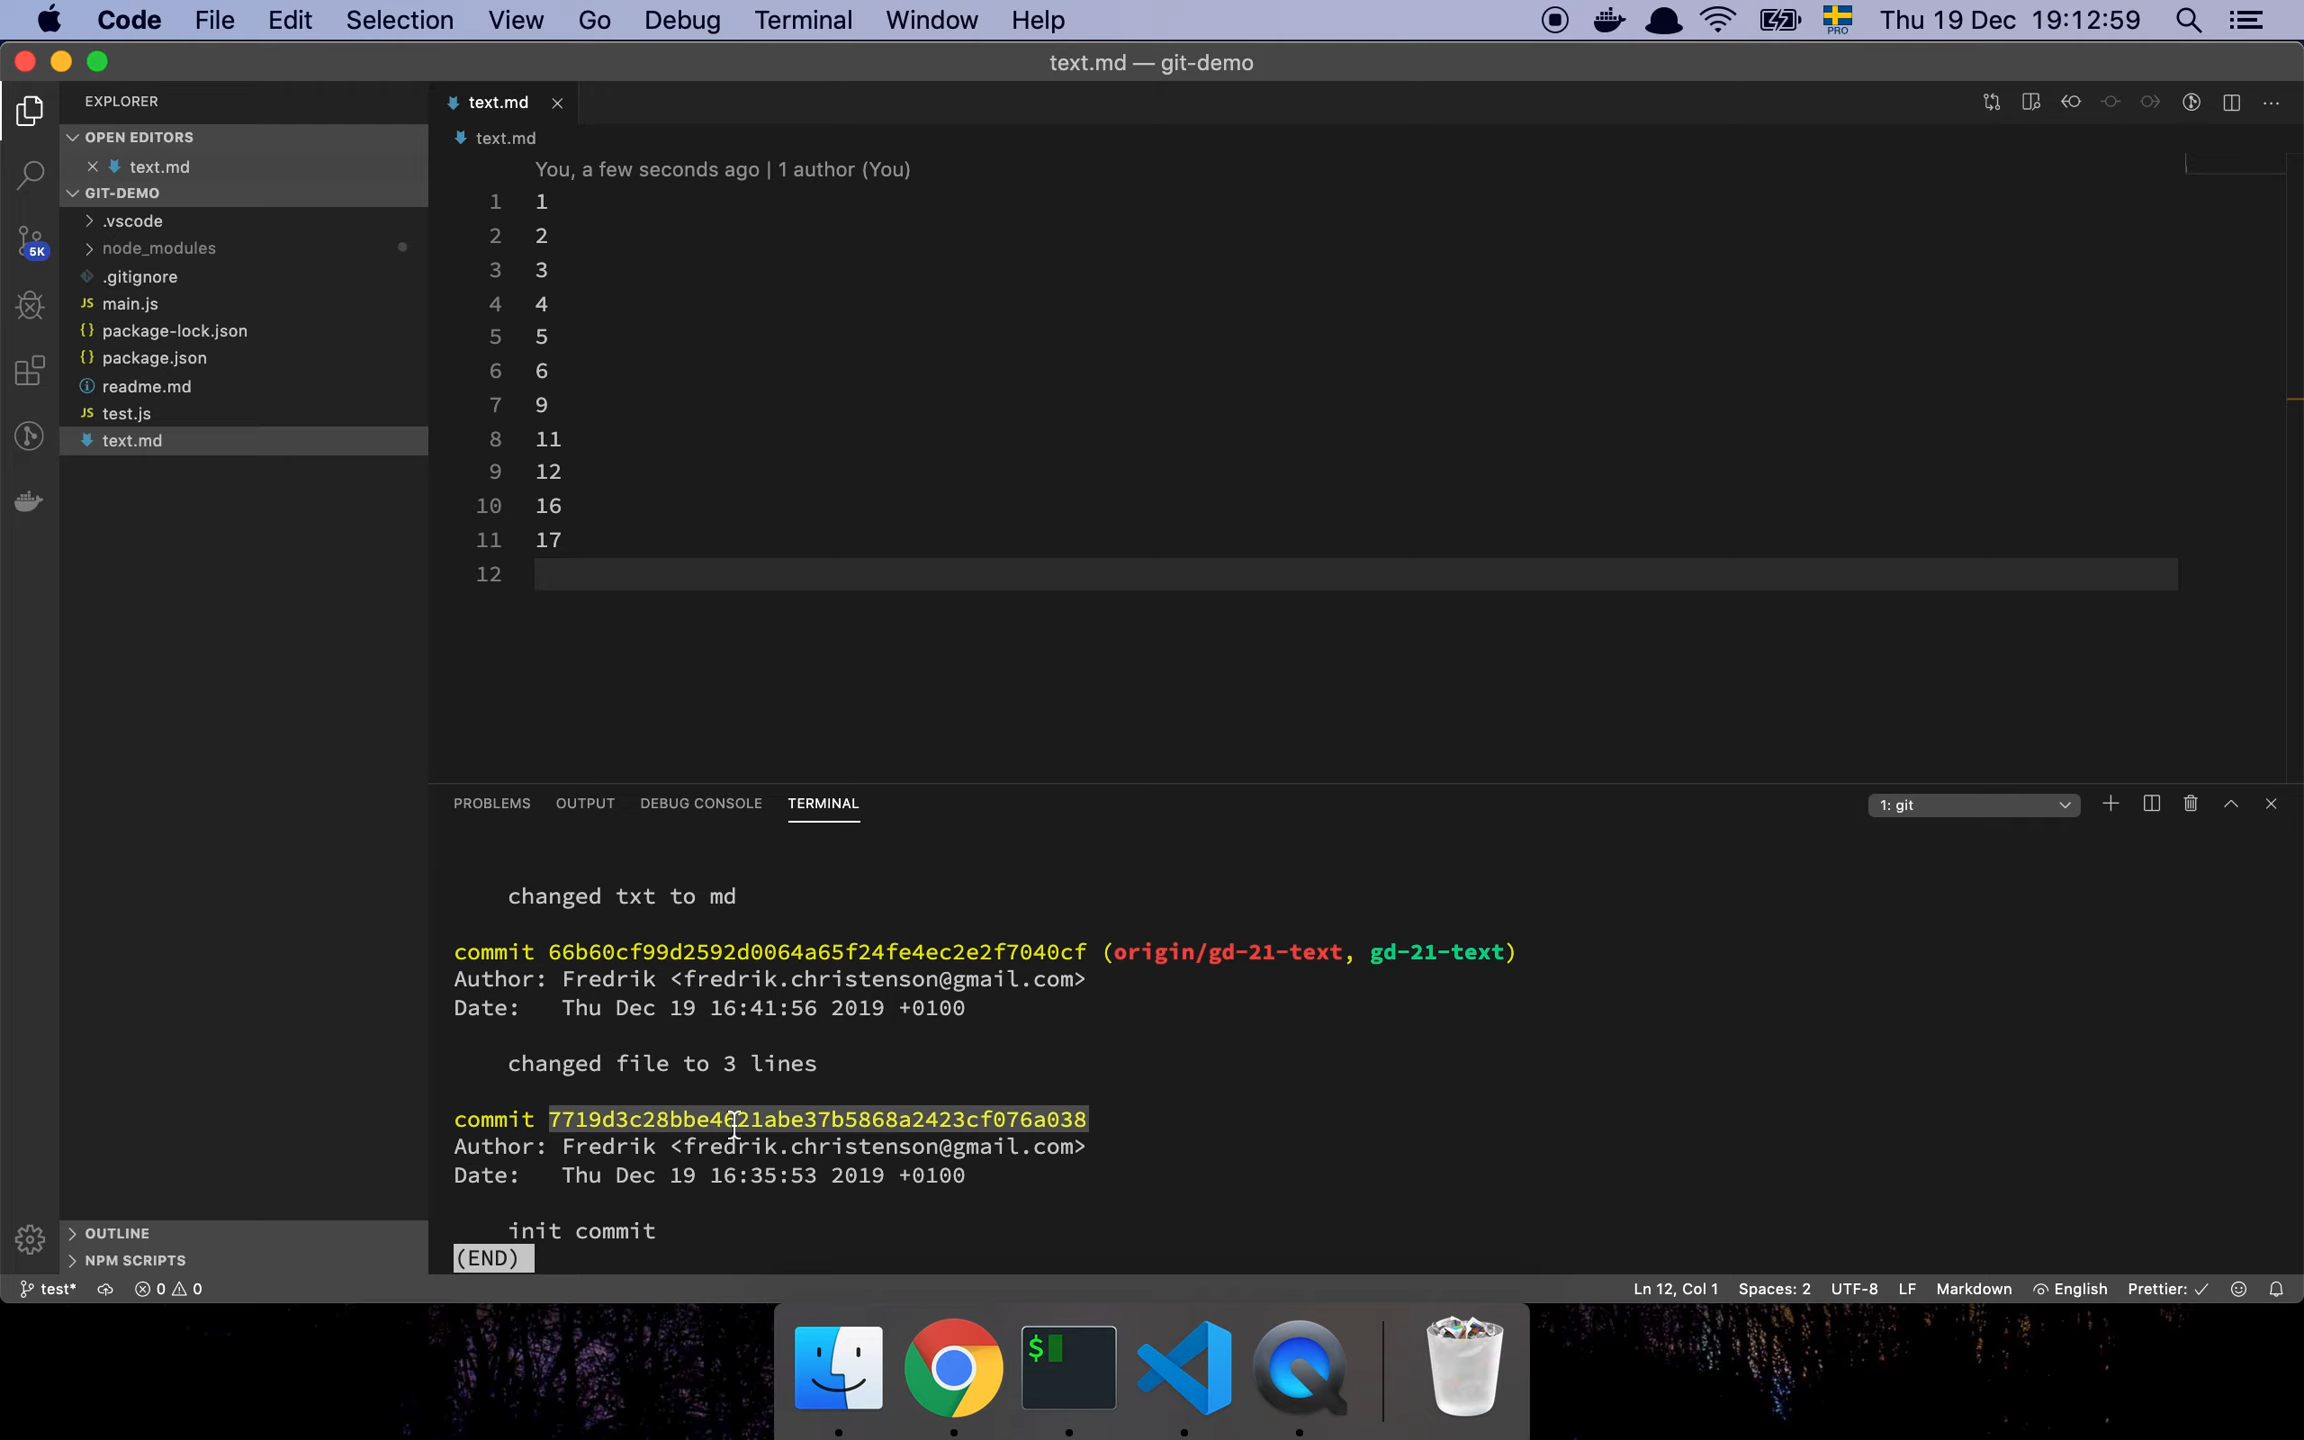 Code File Edit Selection View Go Debug Terminal Window Help PRO Thu 19 Dec 19:12:59
text.md — git-demo
EXPLORER
OPEN EDITORS
text.md
GIT-DEMO
.vscode
node_modules
.gitignore
JS main.js
{} package-lock.json
{} package.json
readme.md
JS test.js
text.md
5K
OUTLINE
NPM SCRIPTS
text.md
text.md
You, a few seconds ago | 1 author (You)
1 1
2 2
3 3
4 4
5 5
6 6
7 9
8 11
9 12
10 16
11 17
12
PROBLEMS OUTPUT DEBUG CONSOLE TERMINAL 1: git
changed txt to md
commit 66b60cf99d2592d0064a65f24fe4ec2e2f7040cf (origin/gd-21-text, gd-21-text)
Author: Fredrik <fredrik.christenson@gmail.com>
Date: Thu Dec 19 16:41:56 2019 +0100
changed file to 3 lines
commit 7719d3c28bbe4621abe37b5868a2423cf076a038
Author: Fredrik <fredrik.christenson@gmail.com>
Date: Thu Dec 19 16:35:53 2019 +0100
init commit
(END)
test* 0 0 Ln 12, Col 1 Spaces: 2 UTF-8 LF Markdown English Prettier: ✓
$